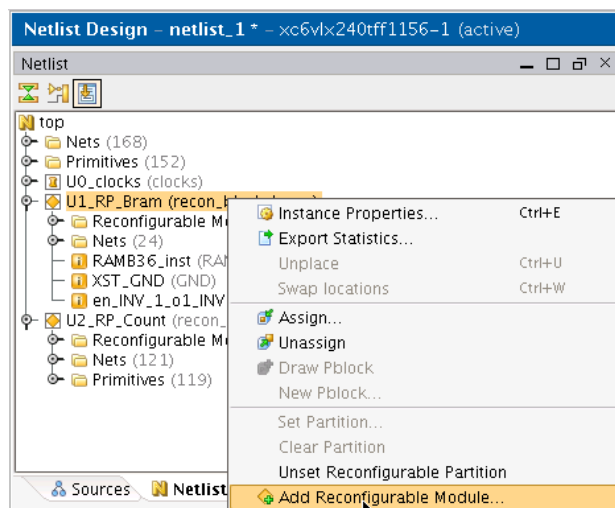 Netlist Design - netlist_1 * - xc6vlx240tff1156-1 (active)
Netlist
top
Nets (168)
Primitives (152)
U0_clocks (clocks)
U1_RP_Bram
Reconfigurable
Nets (24)
RAMB36_inst
XST_GND (GND)
en_INV_1_o1_INV
U2_RP_Count (recon_
Reconfigurable
Nets (121)
Primitives (119)
Instance Properties... Ctrl+E
Export Statistics...
Unplace Ctrl+U
Swap locations Ctrl+W
Assign...
Unassign
Draw Pblock
New Pblock...
Set Partition...
Clear Partition
Unset Reconfigurable Partition
Add Reconfigurable Module...
Sources Netlist